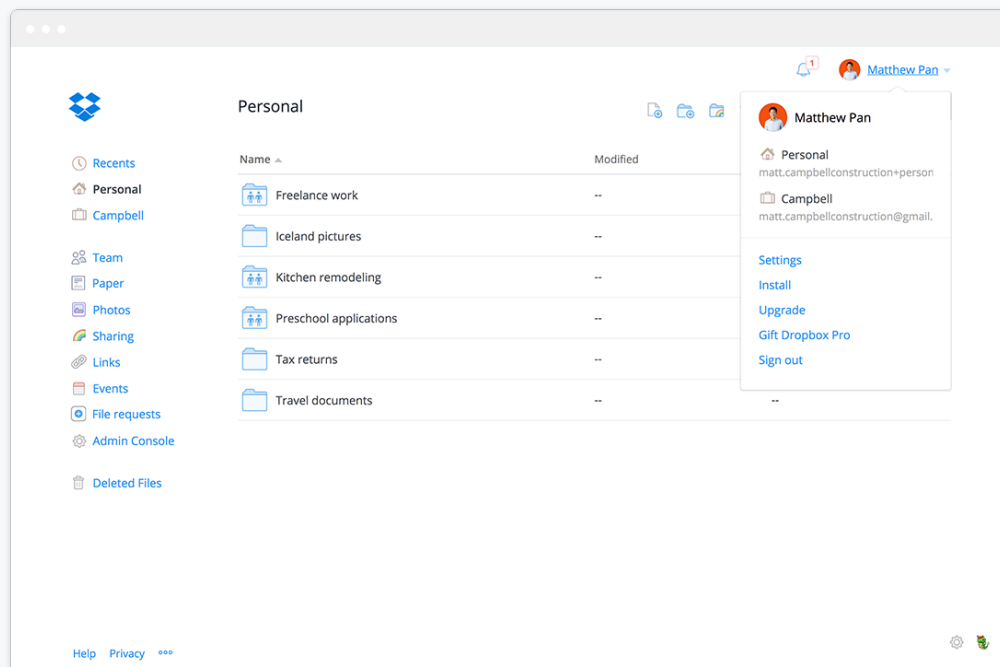 1
Matthew Pan
Personal
Matthew Pan
Name
Modified
Personal
matt.campbellconstruction+person
Campbell
matt.campbellconstruction@gmail.
Recents
Personal
Campbell
Team
Paper
Photos
Sharing
Links
Events
File requests
Admin Console
Deleted Files
Freelance work --
Iceland pictures --
Kitchen remodeling --
Preschool applications --
Tax returns --
Travel documents -- --
Settings
Install
Upgrade
Gift Dropbox Pro
Sign out
Help Privacy